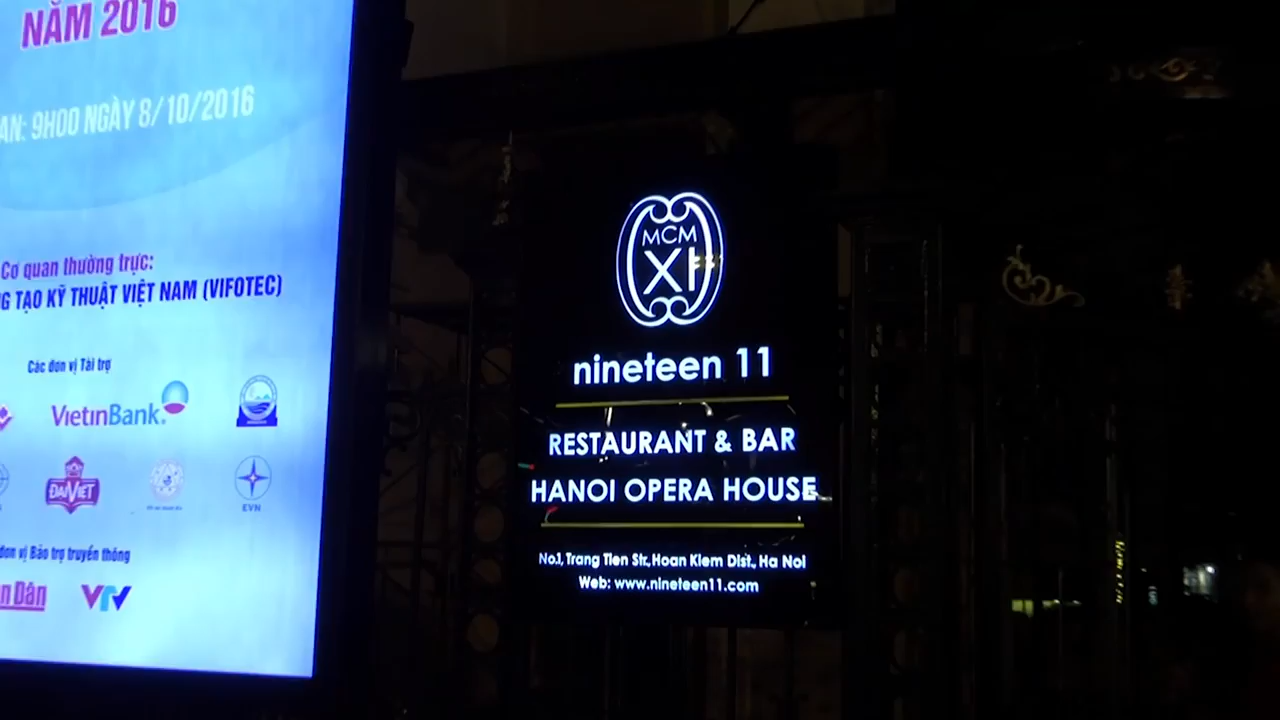 NĂM 2016
AN: 9H00 NGÀY 8/10/2016
Cơ quan thường trực:
TẠO KỸ THUẬT VIỆT NAM (VIFOTEC)
Các đơn vị Tài trợ
VietinBank
ĐẠI VIỆT
EVN
đơn vị Bảo trợ truyền thông
n Dân
VTV
MCM
XI
nineteen 11
RESTAURANT & BAR
HANOI OPERA HOUSE
No.1, Trang Tien Str., Hoan Kiem Dist., Ha Noi
Web: www.nineteen11.com